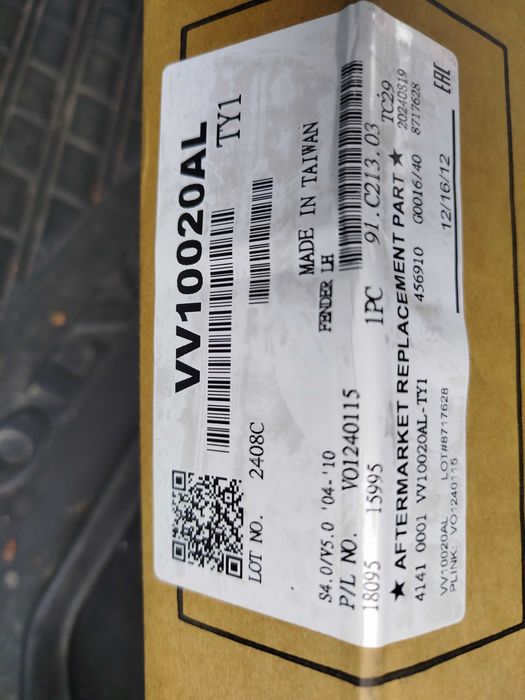 VV10020AL
TY1
LOT NO. 2408C
S4.0/V5.0 '04-'10
MADE IN TAIWAN
FENDER LH
P/L NO. VO1240115
18095 15995 1PC 91.C213.03
TC29
★ AFTERMARKET REPLACEMENT PART ★ 20240819
4141 0001 VV10020AL-TY1 456910 G0016/40 8717628
EAC
VV10020AL LOT#8717628 12/16/12
PLINK: VO1240115